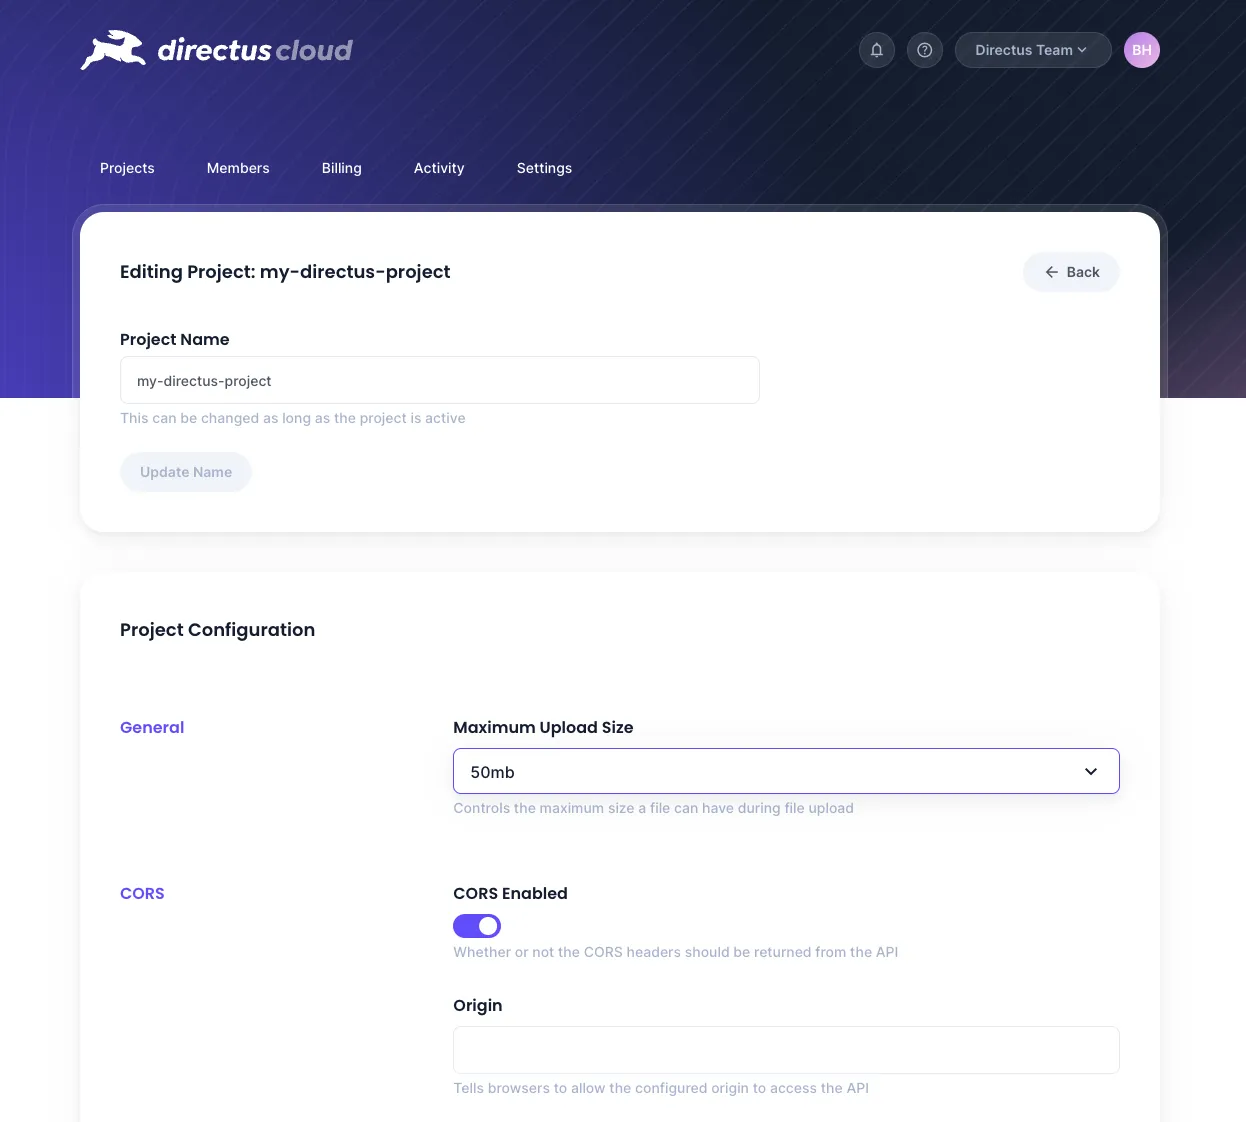 directus cloud
Directus Team
BH
Projects
Members
Billing
Activity
Settings
Editing Project: my-directus-project
Back
Project Name
my-directus-project
This can be changed as long as the project is active
Update Name
Project Configuration
General
Maximum Upload Size
50mb
Controls the maximum size a file can have during file upload
CORS
CORS Enabled
Whether or not the CORS headers should be returned from the API
Origin
Tells browsers to allow the configured origin to access the API